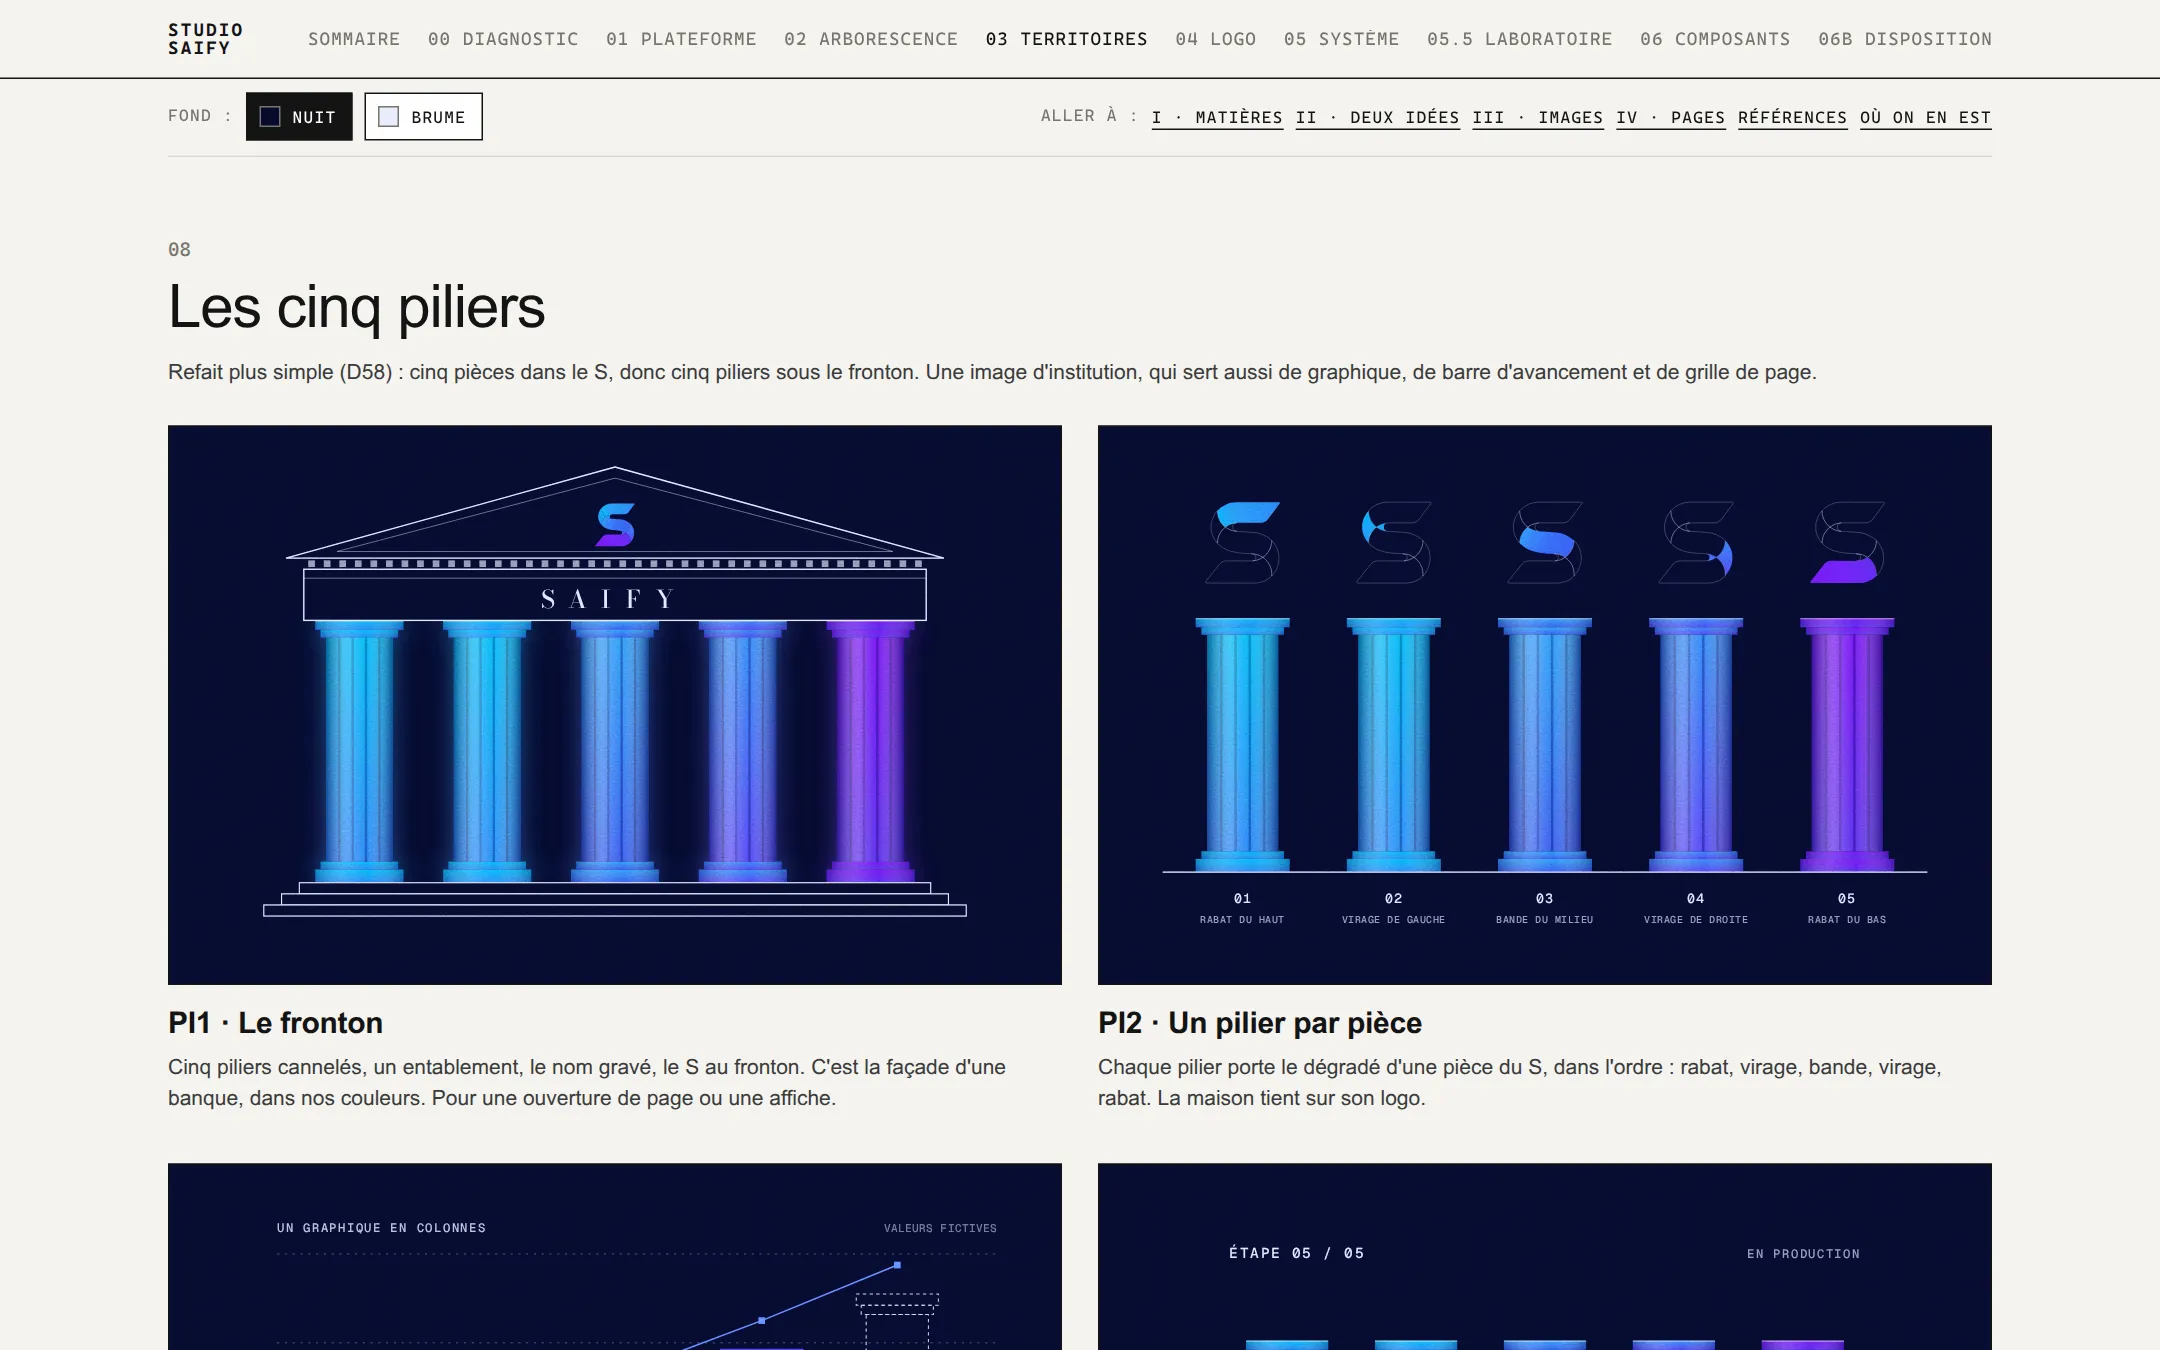 STUDIO
SAIFY
SOMMAIRE 00 DIAGNOSTIC 01 PLATEFORME 02 ARBORESCENCE 03 TERRITOIRES 04 LOGO 05 SYSTÈME 05.5 LABORATOIRE 06 COMPOSANTS 06B DISPOSITION
FOND : NUIT BRUME ALLER À : I · MATIÈRES II · DEUX IDÉES III · IMAGES IV · PAGES RÉFÉRENCES OÙ ON EN EST
08
Les cinq piliers
Refait plus simple (D58) : cinq pièces dans le S, donc cinq piliers sous le fronton. Une image d'institution, qui sert aussi de graphique, de barre d'avancement et de grille de page.
SAIFY
01 02 03 04 05
RABAT DU HAUT VIRAGE DE GAUCHE BANDE DU MILIEU VIRAGE DE DROITE RABAT DU BAS
PI1 · Le fronton
Cinq piliers cannelés, un entablement, le nom gravé, le S au fronton. C'est la façade d'une
banque, dans nos couleurs. Pour une ouverture de page ou une affiche.
PI2 · Un pilier par pièce
Chaque pilier porte le dégradé d'une pièce du S, dans l'ordre : rabat, virage, bande, virage,
rabat. La maison tient sur son logo.
UN GRAPHIQUE EN COLONNES VALEURS FICTIVES
ÉTAPE 05 / 05 EN PRODUCTION